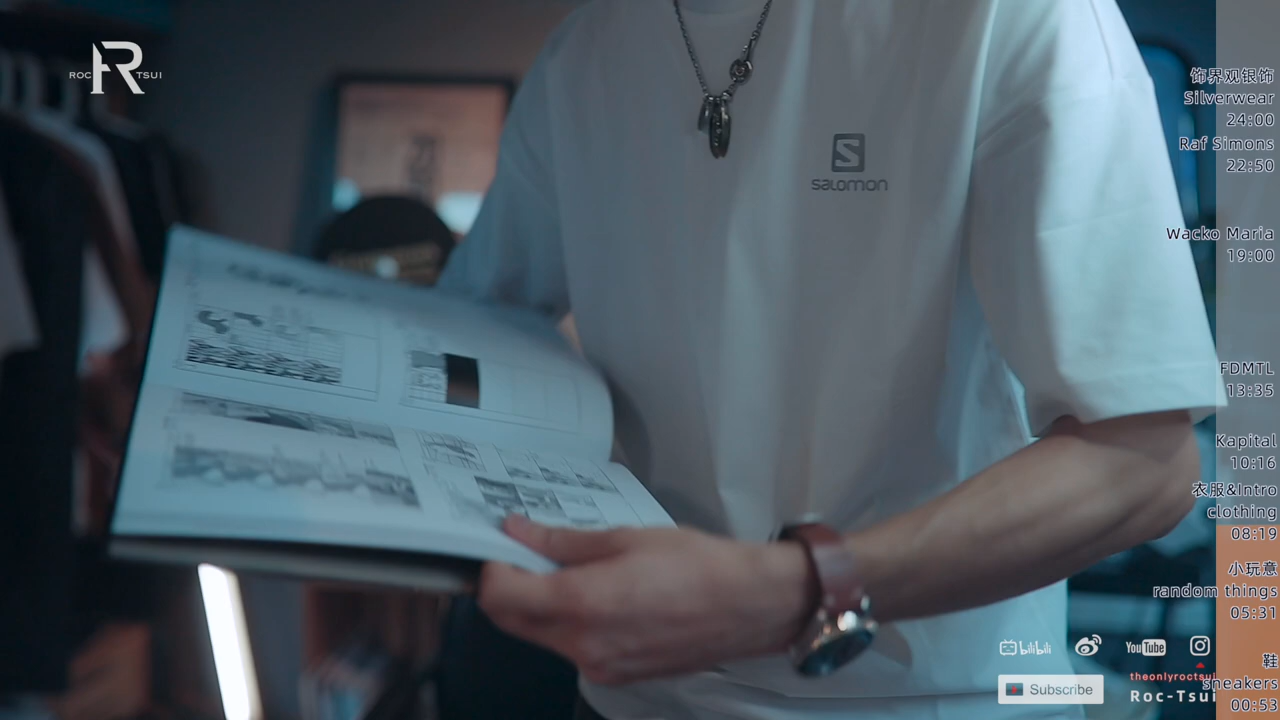 ROC R TSUI
salomon
饰界观银饰
Silverwear
24:00
Raf Simons
22:50
Wacko Maria
19:00
FDMTL
13:35
Kapital
10:16
衣服&Intro
clothing
08:19
小玩意
random things
05:31
鞋
sneakers
00:53
bilibili
YouTube
Subscribe
theonlyroctsui
Roc-Tsui